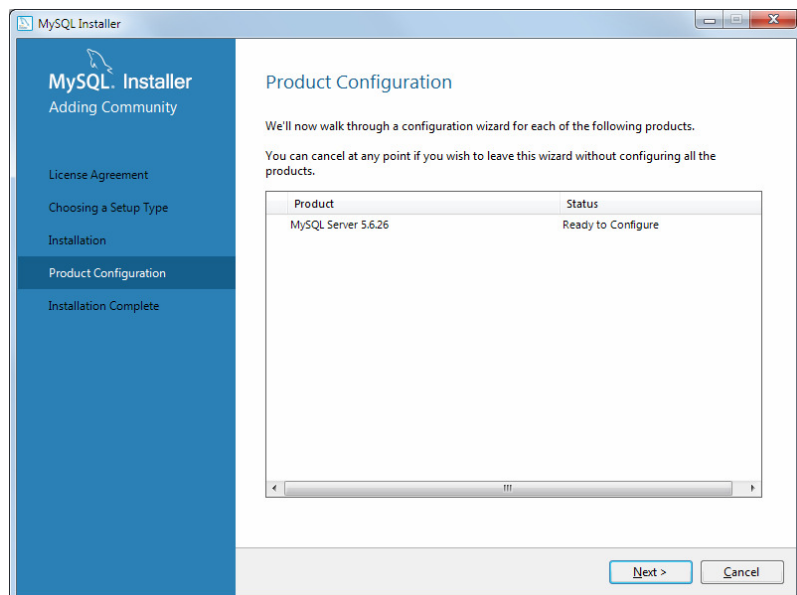 MySQL Installer
MySQL. Installer
Adding Community
License Agreement
Choosing a Setup Type
Installation
Product Configuration
Installation Complete
Product Configuration
We'll now walk through a configuration wizard for each of the following products.
You can cancel at any point if you wish to leave this wizard without configuring all the
products.
Product Status
MySQL Server 5.6.26 Ready to Configure
Next > Cancel